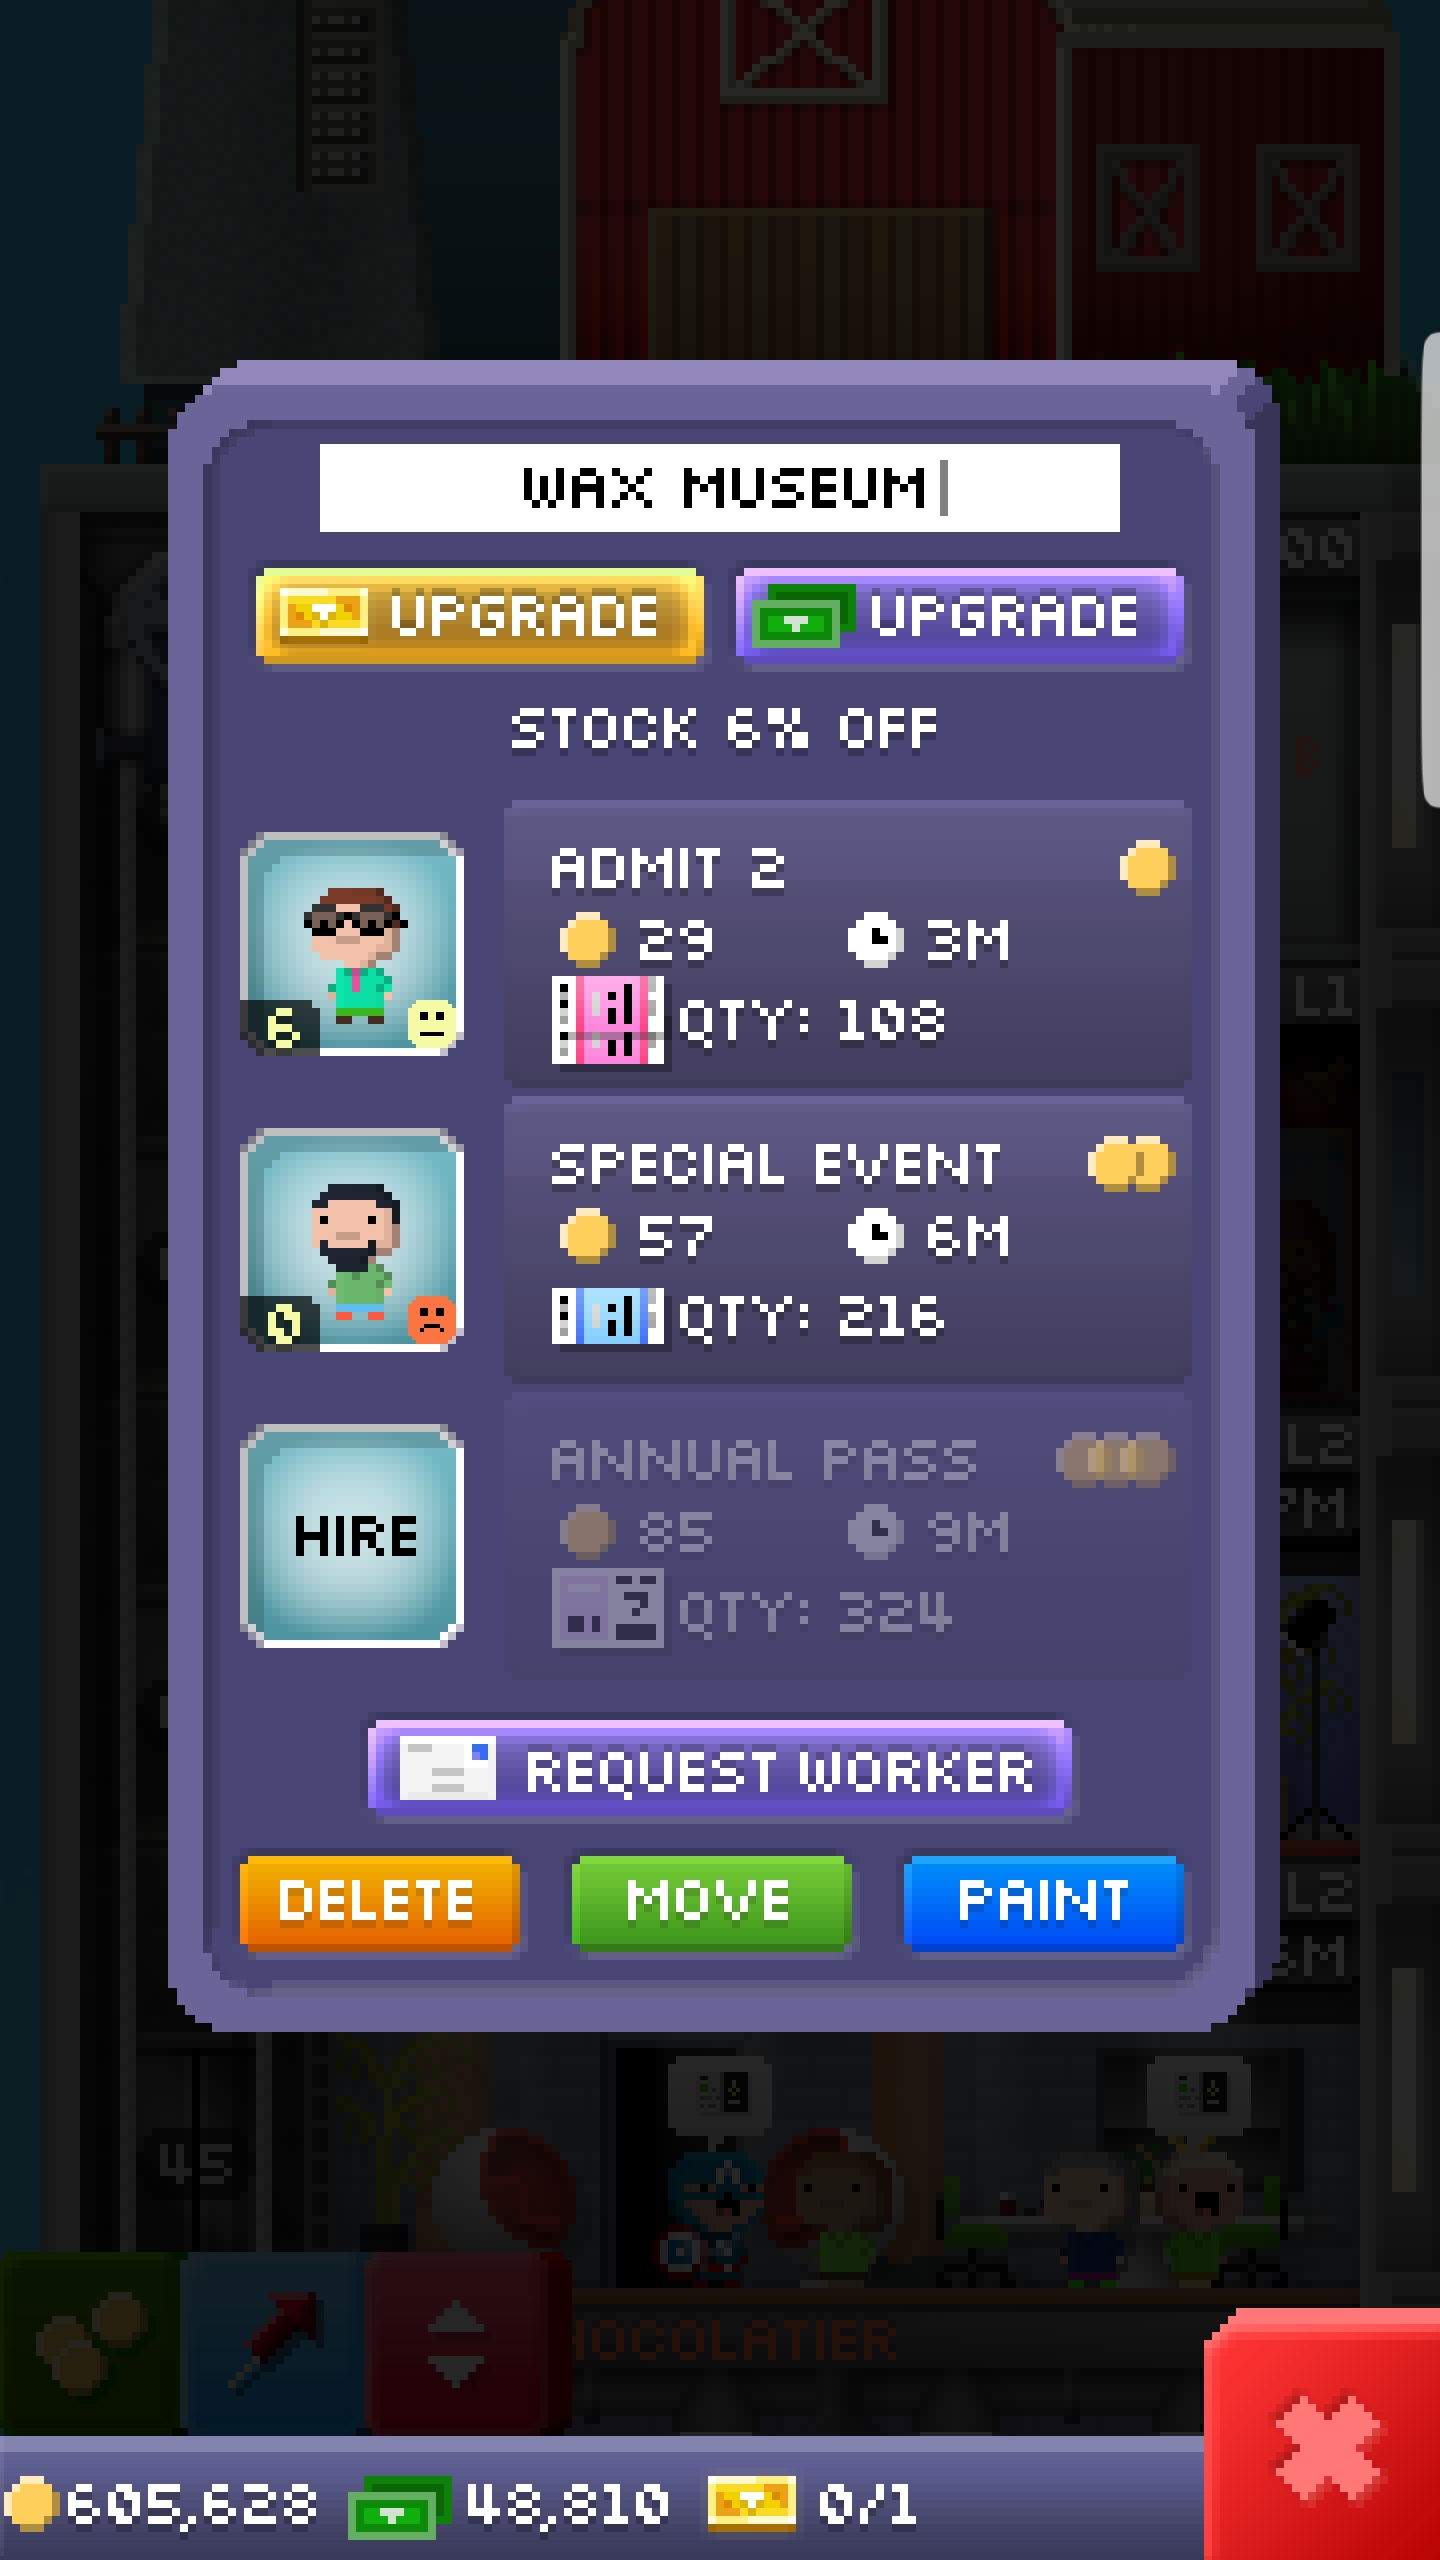 WAX MUSEUM
UPGRADE UPGRADE
STOCK 6% OFF
ADMIT 2
29 3M
QTY: 108
6
SPECIAL EVENT
57 6M
QTY: 216
0
HIRE
ANNUAL PASS
85 9M
QTY: 324
REQUEST WORKER
DELETE MOVE PAINT
45
HOCOLATIER
605,628 48,810 0/1